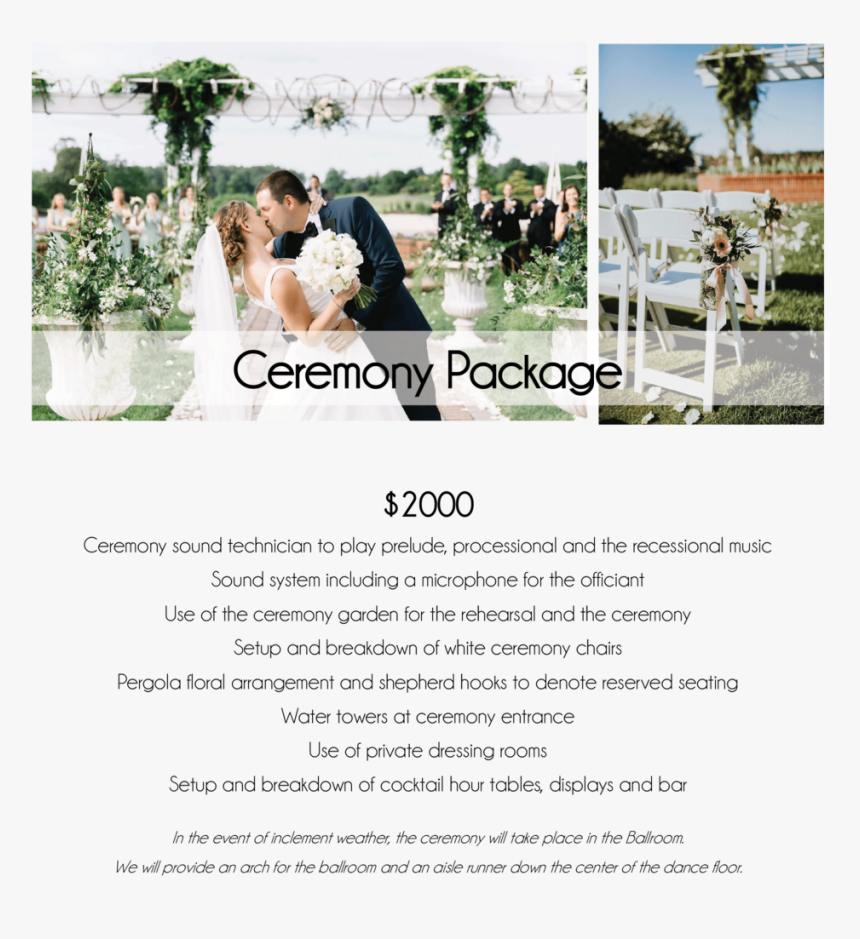 Ceremony Package
$2000
Ceremony sound technician to play prelude, processional and the recessional music
Sound system including a microphone for the officiant
Use of the ceremony garden for the rehearsal and the ceremony
Setup and breakdown of white ceremony chairs
Pergola floral arrangement and shepherd hooks to denote reserved seating
Water towers at ceremony entrance
Use of private dressing rooms
Setup and breakdown of cocktail hour tables, displays and bar
In the event of inclement weather, the ceremony will take place in the Ballroom.
We will provide an arch for the ballroom and an aisle runner down the center of the dance floor.